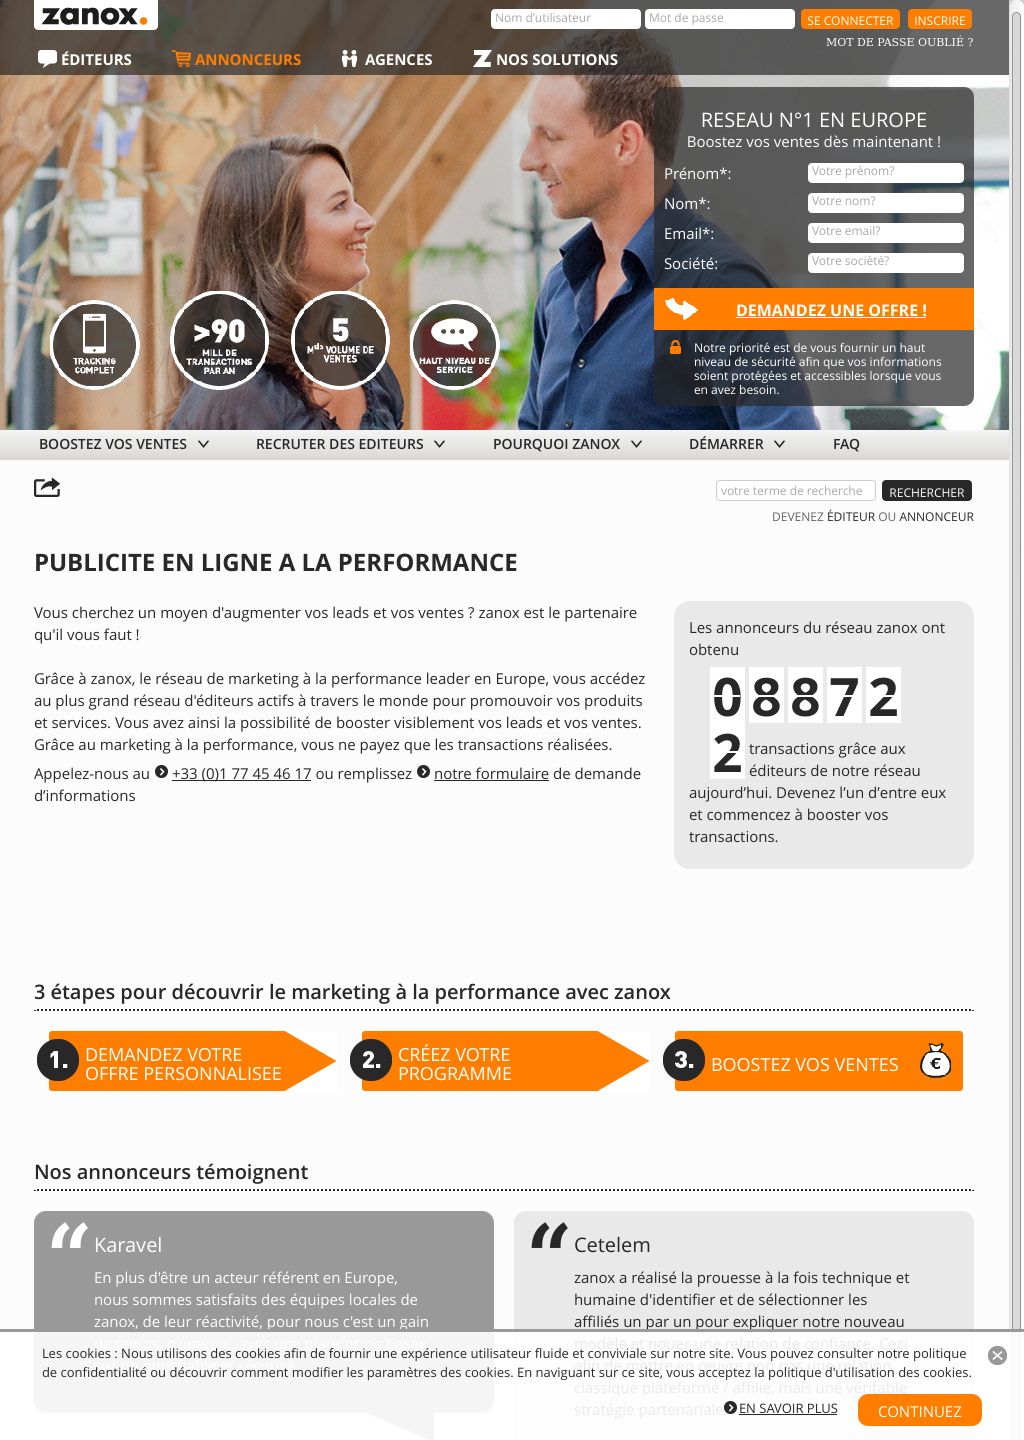 zanox.
Nom d'utilisateur
Mot de passe
SE CONNECTER
INSCRIRE
MOT DE PASSE OUBLIÉ ?
ÉDITEURS
ANNONCEURS
AGENCES
NOS SOLUTIONS
RESEAU N°1 EN EUROPE
Boostez vos ventes dès maintenant !
Prénom*:
Votre prénom?
Nom*:
Votre nom?
Email*:
Votre email?
Société:
Votre société?
DEMANDEZ UNE OFFRE !
Notre priorité est de vous fournir un haut
niveau de sécurité afin que vos informations
soient protégées et accessibles lorsque vous
en avez besoin.
TRACKING
COMPLET
>90
MILL DE
TRANSACTIONS
PAR AN
5
Mds VOLUME DE
VENTES
HAUT NIVEAU DE
SERVICE
BOOSTEZ VOS VENTES
RECRUTER DES EDITEURS
POURQUOI ZANOX
DÉMARRER
FAQ
votre terme de recherche
RECHERCHER
DEVENEZ ÉDITEUR OU ANNONCEUR
PUBLICITE EN LIGNE A LA PERFORMANCE
Vous cherchez un moyen d'augmenter vos leads et vos ventes ? zanox est le partenaire
qu'il vous faut !
Grâce à zanox, le réseau de marketing à la performance leader en Europe, vous accédez
au plus grand réseau d'éditeurs actifs à travers le monde pour promouvoir vos produits
et services. Vous avez ainsi la possibilité de booster visiblement vos leads et vos ventes.
Grâce au marketing à la performance, vous ne payez que les transactions réalisées.
Appelez-nous au +33 (0)1 77 45 46 17 ou remplissez notre formulaire de demande
d’informations
Les annonceurs du réseau zanox ont
obtenu
0 8 8 7 2
2 transactions grâce aux
éditeurs de notre réseau
aujourd’hui. Devenez l’un d’entre eux
et commencez à booster vos
transactions.
3 étapes pour découvrir le marketing à la performance avec zanox
1. DEMANDEZ VOTRE
OFFRE PERSONNALISEE
2. CRÉEZ VOTRE
PROGRAMME
3. BOOSTEZ VOS VENTES
€
Nos annonceurs témoignent
“ Karavel
En plus d'être un acteur référent en Europe,
nous sommes satisfaits des équipes locales de
zanox, de leur réactivité, pour nous c'est un gain
“ Cetelem
zanox a réalisé la prouesse à la fois technique et
humaine d'identifier et de sélectionner les
affiliés un par un pour expliquer notre nouveau
modèle et nouer une relation de confiance. Ceci
classique plateforme / affilié, mais une véritable
stratégie partenariale
Les cookies : Nous utilisons des cookies afin de fournir une expérience utilisateur fluide et conviviale sur notre site. Vous pouvez consulter notre politique
de confidentialité ou découvrir comment modifier les paramètres des cookies. En naviguant sur ce site, vous acceptez la politique d'utilisation des cookies.
EN SAVOIR PLUS
CONTINUEZ